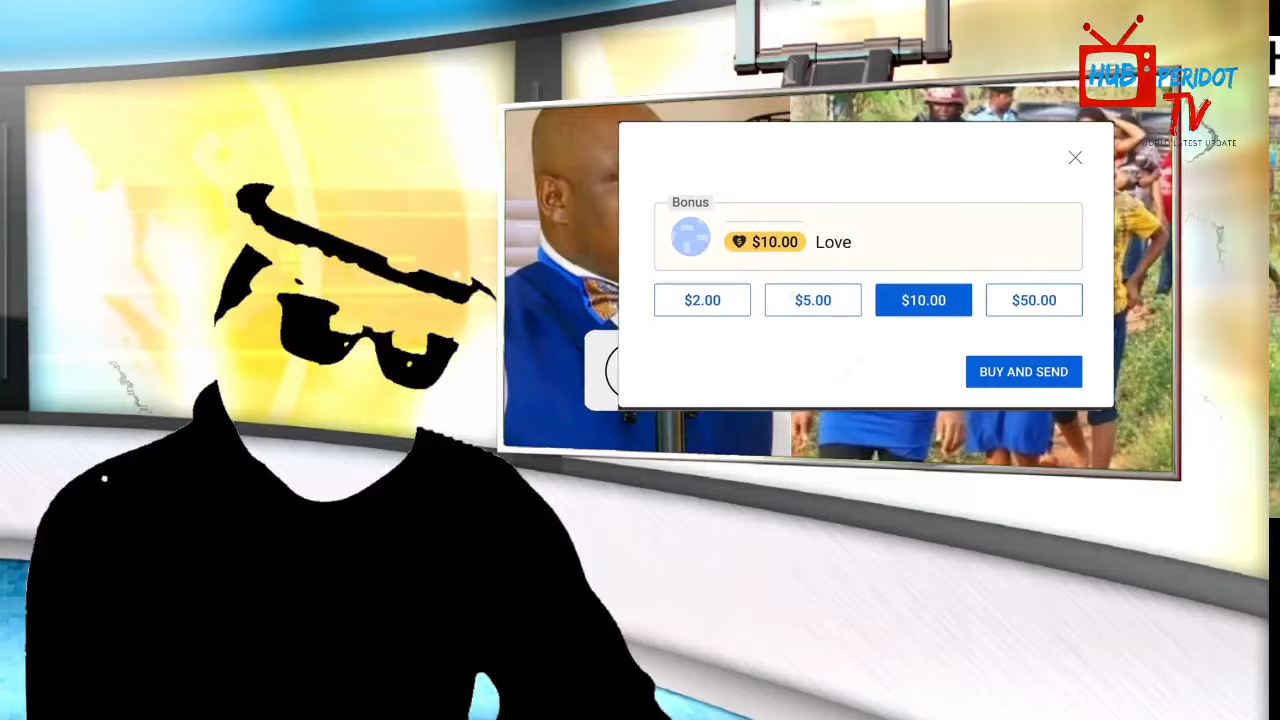 HUB PERIDOT
TV
WORLD LATEST UPDATE
Bonus
$10.00 Love
$2.00 $5.00 $10.00 $50.00
BUY AND SEND